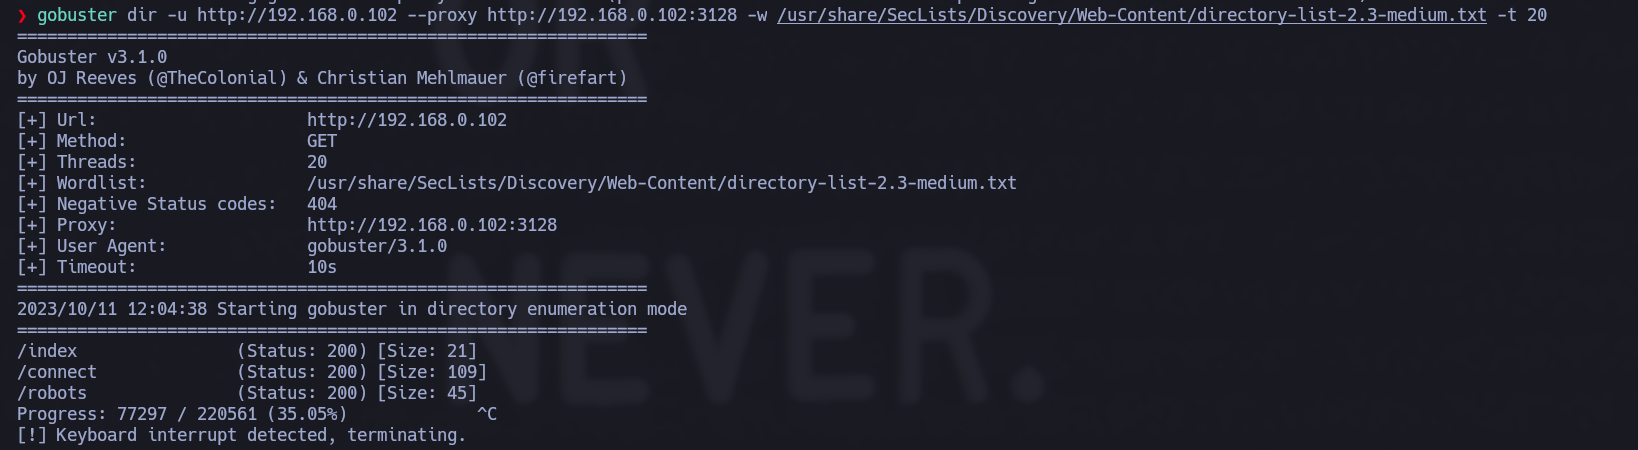 ❯ gobuster dir -u http://192.168.0.102 --proxy http://192.168.0.102:3128 -w /usr/share/SecLists/Discovery/Web-Content/directory-list-2.3-medium.txt -t 20
===============================================================
Gobuster v3.1.0
by OJ Reeves (@TheColonial) & Christian Mehlmauer (@firefart)
===============================================================
[+] Url:                     http://192.168.0.102
[+] Method:                  GET
[+] Threads:                 20
[+] Wordlist:                /usr/share/SecLists/Discovery/Web-Content/directory-list-2.3-medium.txt
[+] Negative Status codes:   404
[+] Proxy:                   http://192.168.0.102:3128
[+] User Agent:              gobuster/3.1.0
[+] Timeout:                 10s
===============================================================
2023/10/11 12:04:38 Starting gobuster in directory enumeration mode
===============================================================
/index                (Status: 200) [Size: 21]
/connect              (Status: 200) [Size: 109]
/robots               (Status: 200) [Size: 45]
Progress: 77297 / 220561 (35.05%)             ^C
[!] Keyboard interrupt detected, terminating.
OR
NEVER.